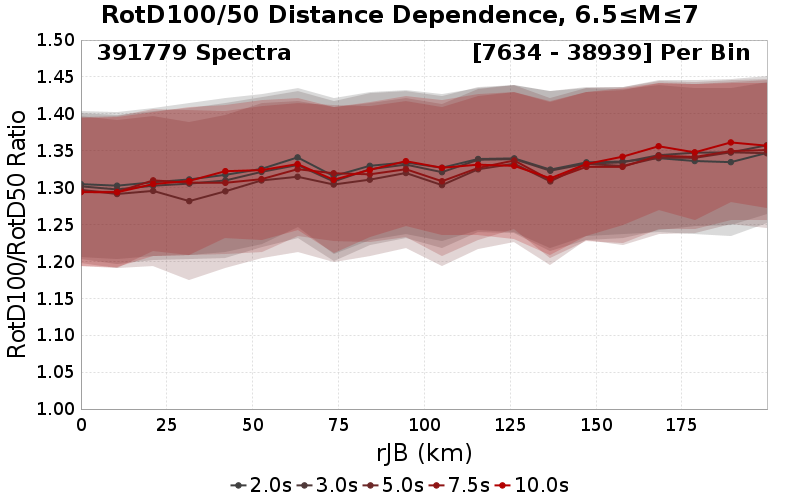 RotD100/50 Distance Dependence, 6.5≤M≤7
391779 Spectra
[7634 - 38939] Per Bin
1.50
1.45
1.40
1.35
1.30
1.25
1.20
1.15
1.10
1.05
1.00
RotD100/RotD50 Ratio
0 25 50 75 100 125 150 175
rJB (km)
2.0s 3.0s 5.0s 7.5s 10.0s